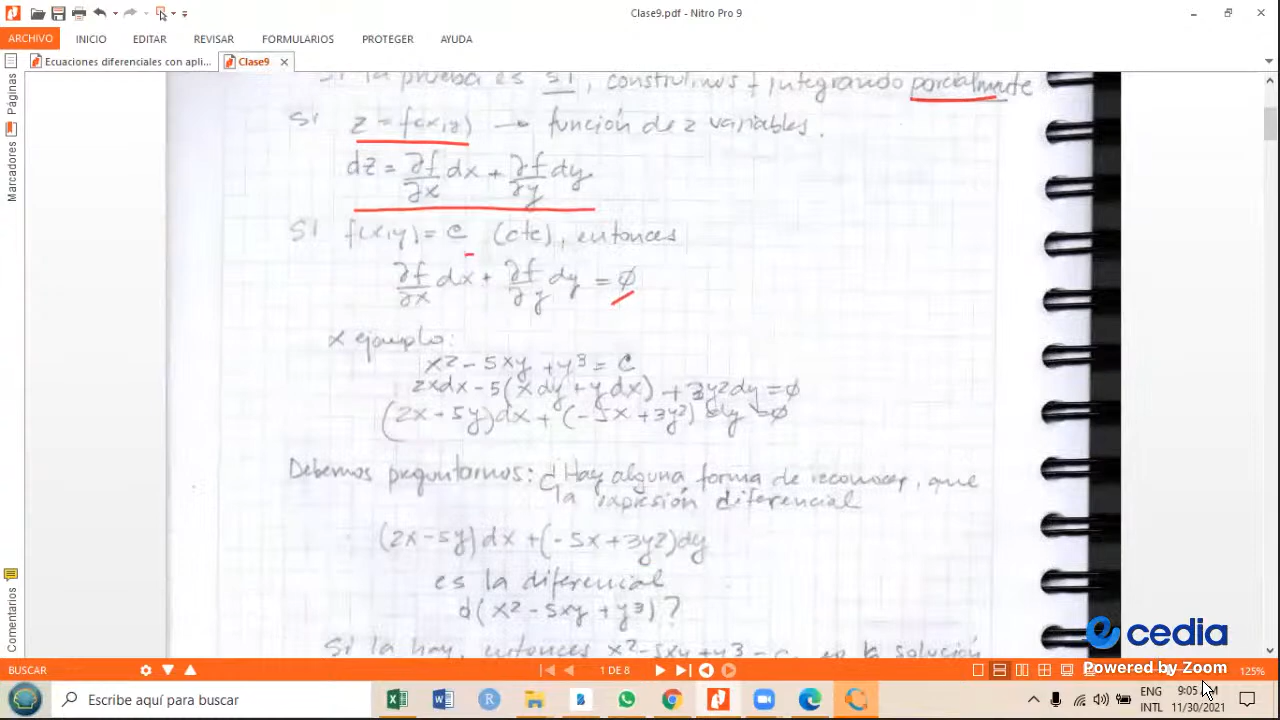 Clase9.pdf - Nitro Pro 9
ARCHIVO INICIO EDITAR REVISAR FORMULARIOS PROTEGER AYUDA
Ecuaciones diferenciales con apli... Clase9
Páginas
Marcadores
Comentarios
Si la prueba es SI, construimos f integrando parcialmente
Si z = f(x,y) → función de 2 variables.
dz = ∂f/∂x dx + ∂f/∂y dy
Si f(x,y) = c (cte), entonces
∂f/∂x dx + ∂f/∂y dy = ∅
x ejemplo:
x2 - 5xy + y3 = c
2xdx - 5(x dy + y dx) + 3y2dy = ∅
(x - 5y)dx + (-5x + 3y2) dy = ∅
Debemos preguntarnos: ¿Hay alguna forma de reconocer, que
la expresión diferencial
-5y)dx + (-5x + 3y2)dy
es la diferencial
d(x2 - 5xy + y3)?
Si la hay, entonces x2 - 5xy + y3 = c, es la solución
cedia
Powered by Zoom
BUSCAR 1 DE 8 125%
Escribe aquí para buscar
ENG
INTL
9:05
11/30/2021